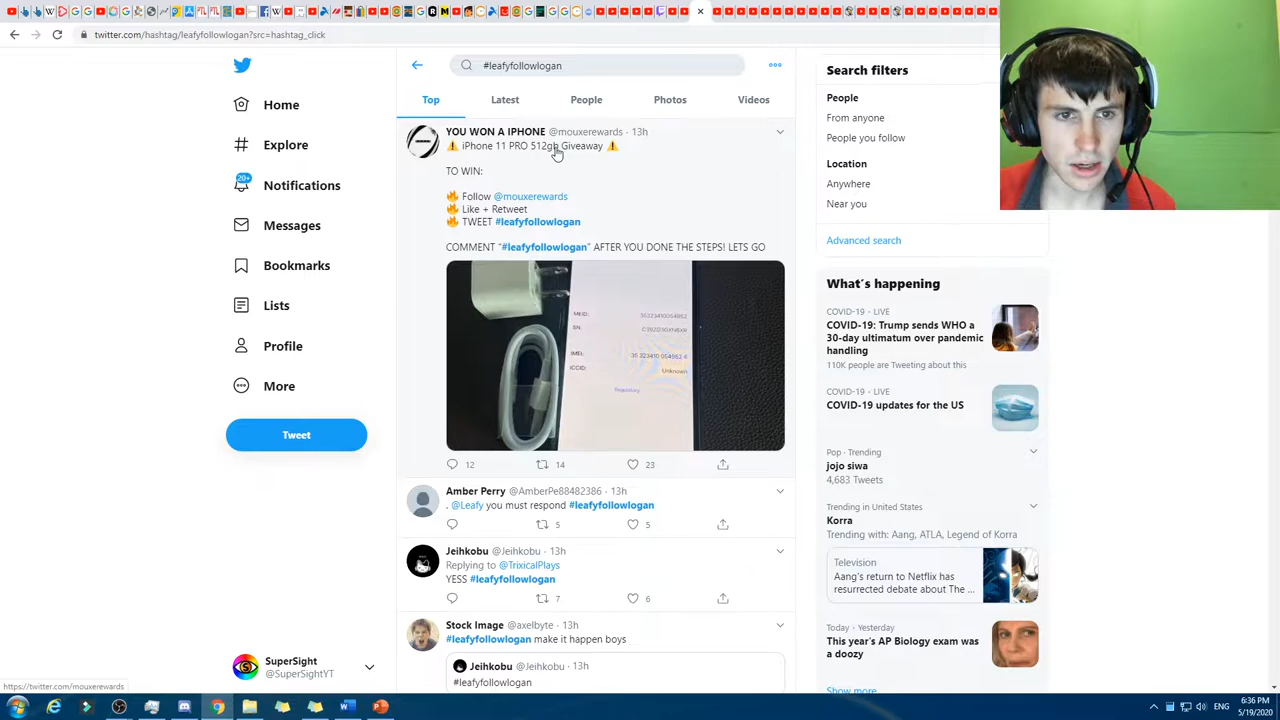 twitter.com/hashtag/leafyfollowlogan?src=hashtag_click
Home
Explore
20+
Notifications
Messages
Bookmarks
Lists
Profile
More
Tweet
SuperSight
@SuperSightYT
https://twitter.com/mouxerewards
#leafyfollowlogan
Top
Latest
People
Photos
Videos
YOU WON A IPHONE @mouxerewards · 13h
⚠️ iPhone 11 PRO 512gb Giveaway ⚠️
TO WIN:
🔥 Follow @mouxerewards
🔥 Like + Retweet
🔥 TWEET #leafyfollowlogan
COMMENT "#leafyfollowlogan" AFTER YOU DONE THE STEPS! LETS GO
MEID:
SN:
IMEI:
ICCID:
Unknown
Regulatory
12
14
23
Amber Perry @AmberPe88482386 · 13h
. @Leafy you must respond #leafyfollowlogan
5
5
Jeihkobu @Jeihkobu · 13h
Replying to @TrixicalPlays
YESS #leafyfollowlogan
7
6
Stock Image @axelbyte · 13h
#leafyfollowlogan make it happen boys
Jeihkobu @Jeihkobu · 13h
#leafyfollowlogan
Search filters
People
From anyone
People you follow
Location
Anywhere
Near you
Advanced search
What's happening
COVID-19 · LIVE
COVID-19: Trump sends WHO a
30-day ultimatum over pandemic
handling
110K people are Tweeting about this
COVID-19 · LIVE
COVID-19 updates for the US
Pop · Trending
jojo siwa
4,683 Tweets
Trending in United States
Korra
Trending with: Aang, ATLA, Legend of Korra
Television
Aang's return to Netflix has
resurrected debate about The ...
Today · Yesterday
This year's AP Biology exam was
a doozy
Show more
ENG
6:36 PM
5/19/2020